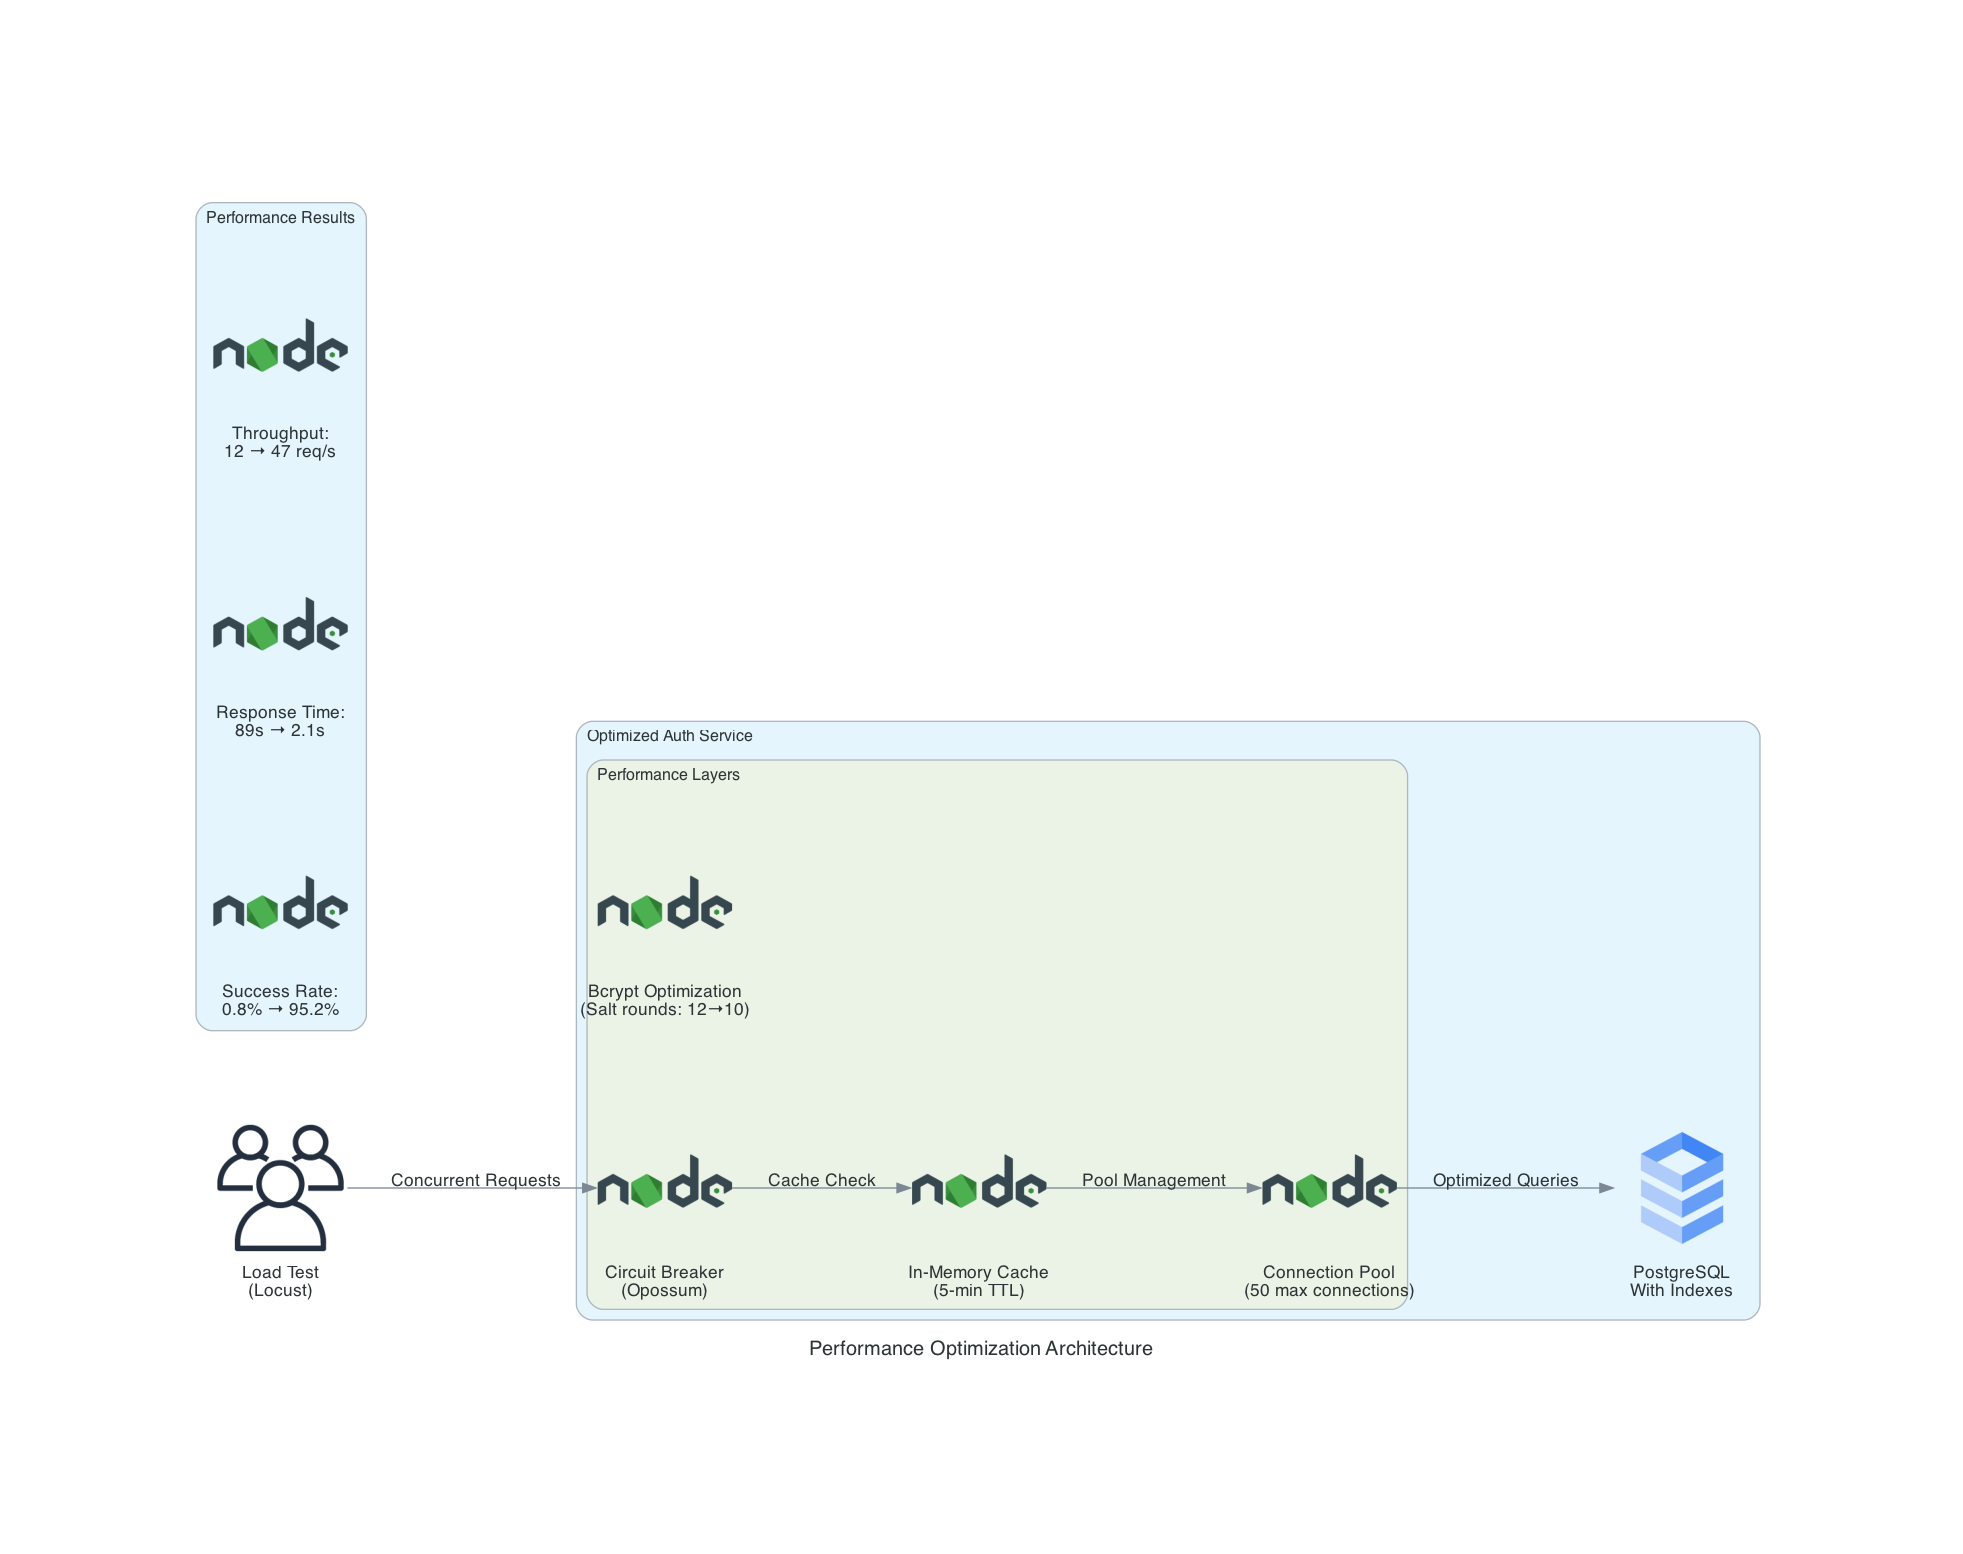 Performance Results
node
Throughput:
12 → 47 req/s
node
Response Time:
89s → 2.1s
node
Success Rate:
0.8% → 95.2%
Optimized Auth Service
Performance Layers
node
Bcrypt Optimization
(Salt rounds: 12→10)
Concurrent Requests
node
Cache Check
node
Pool Management
node
Optimized Queries
Load Test
(Locust)
Circuit Breaker
(Opossum)
In-Memory Cache
(5-min TTL)
Connection Pool
(50 max connections)
PostgreSQL
With Indexes
Performance Optimization Architecture